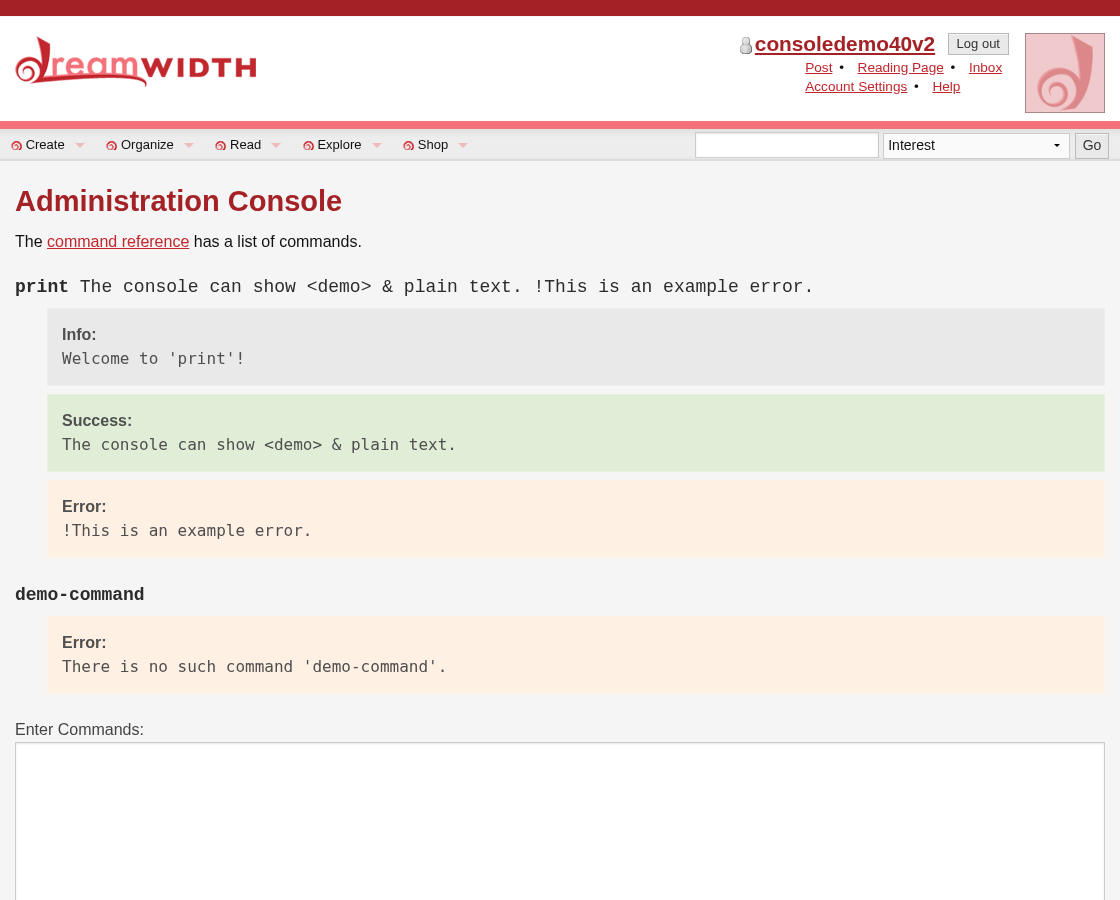 dreamWIDTH
consoledemo40v2 Log out
Post • Reading Page • Inbox
Account Settings • Help
Create Organize Read Explore Shop Interest Go
Administration Console
The command reference has a list of commands.
print The console can show <demo> & plain text. !This is an example error.
Info:
Welcome to 'print'!
Success:
The console can show <demo> & plain text.
Error:
!This is an example error.
demo-command
Error:
There is no such command 'demo-command'.
Enter Commands: